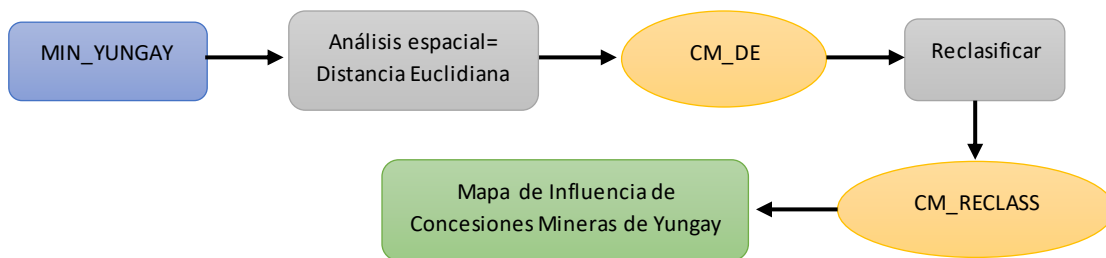 MIN_YUNGAY
Análisis espacial=
Distancia Euclidiana
CM_DE
Reclasificar
CM_RECLASS
Mapa de Influencia de
Concesiones Mineras de Yungay